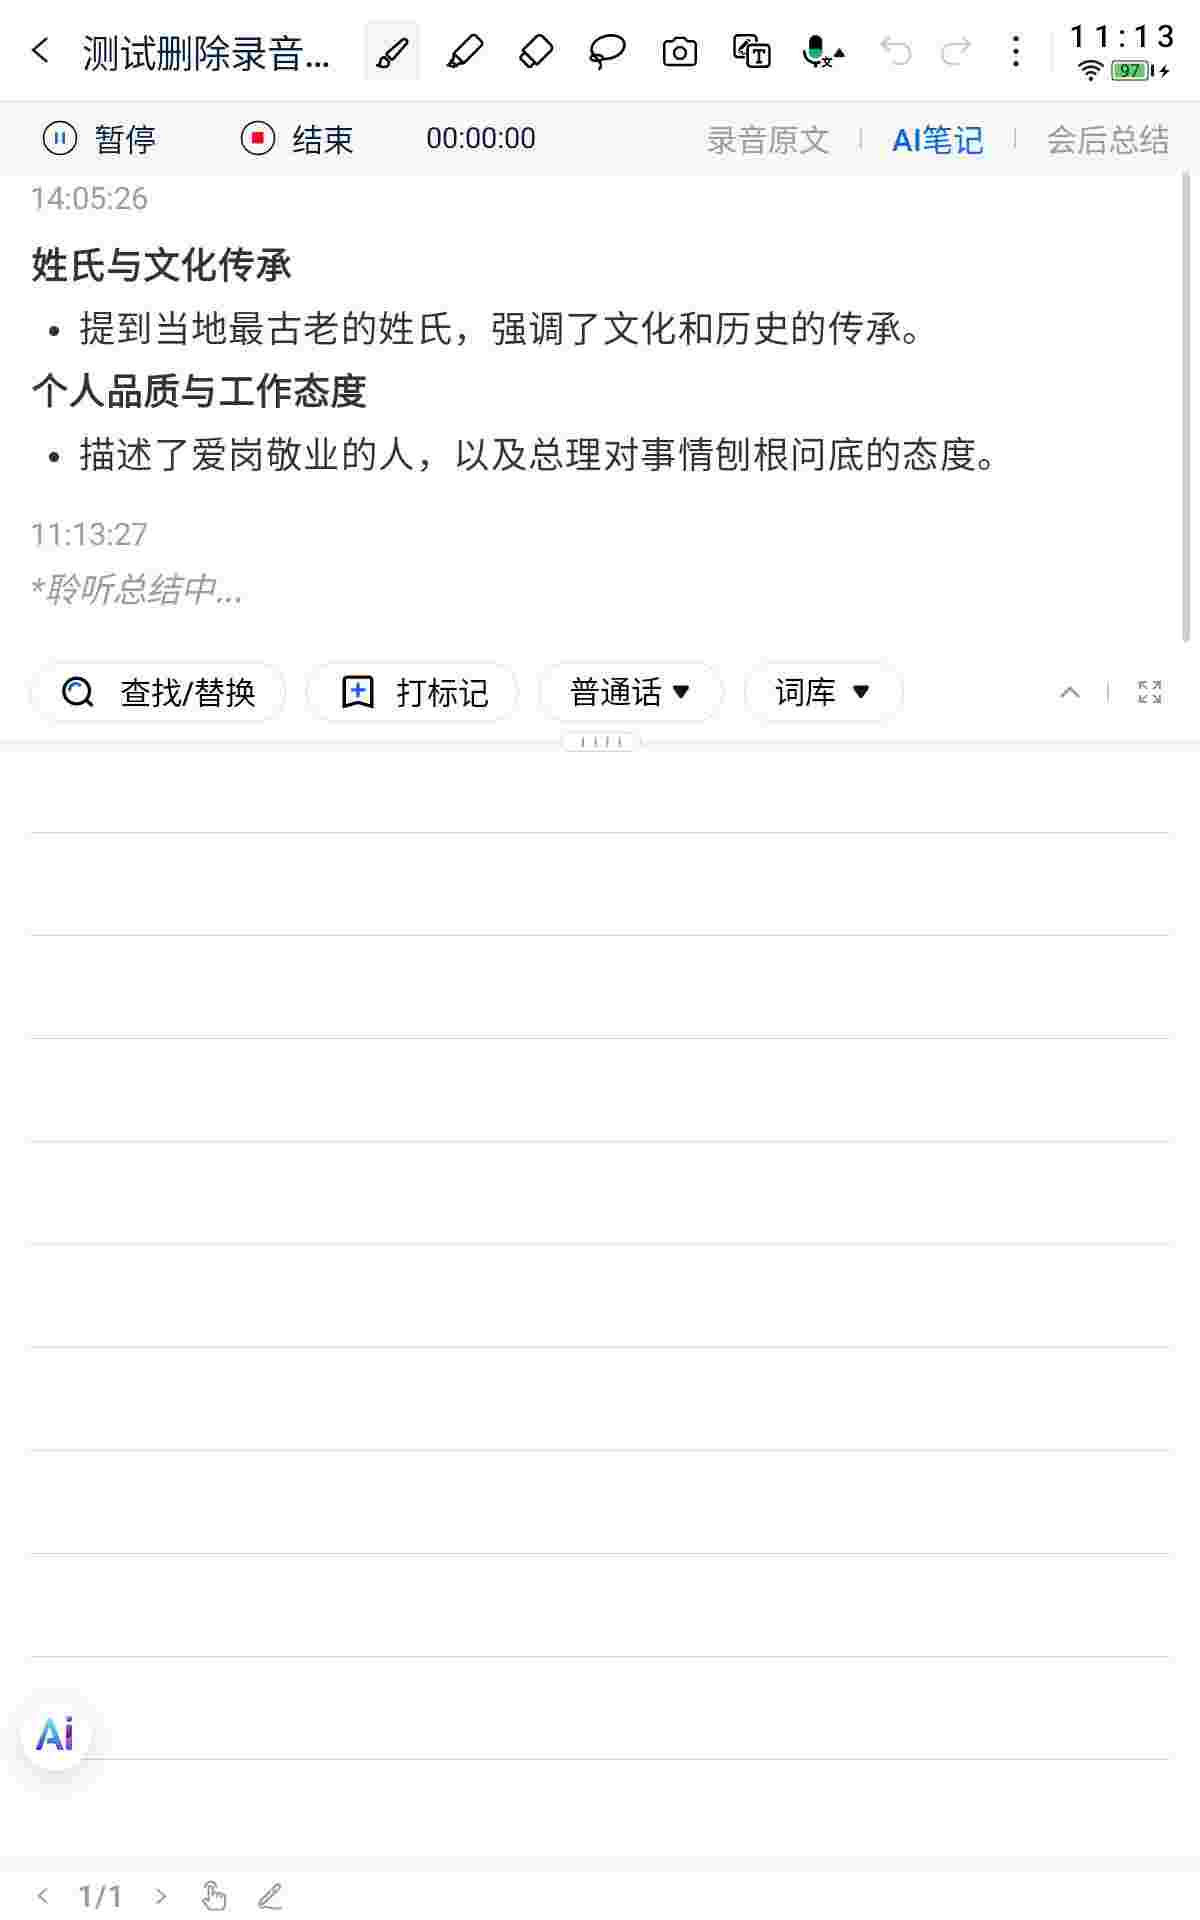 测试删除录音...
11:13
97
暂停 结束 00:00:00 录音原文 AI笔记 会后总结
14:05:26
姓氏与文化传承
• 提到当地最古老的姓氏，强调了文化和历史的传承。
个人品质与工作态度
• 描述了爱岗敬业的人，以及总理对事情刨根问底的态度。
11:13:27
*聆听总结中...
查找/替换 打标记 普通话 词库
Ai
1/1